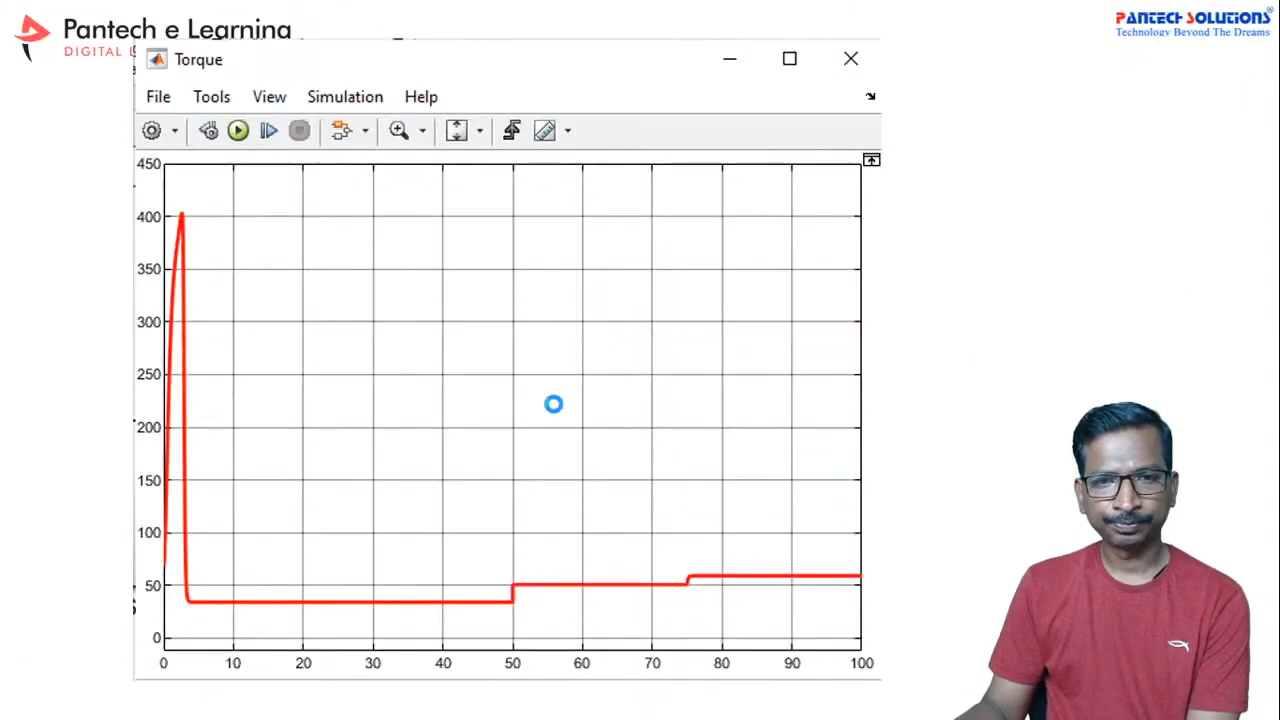 Pantech e Learning
DIGITAL L
PANTECH SOLUTIONS®
Technology Beyond The Dreams
Torque
File Tools View Simulation Help
450
400
350
300
250
200
150
100
50
0
0 10 20 30 40 50 60 70 80 90 100